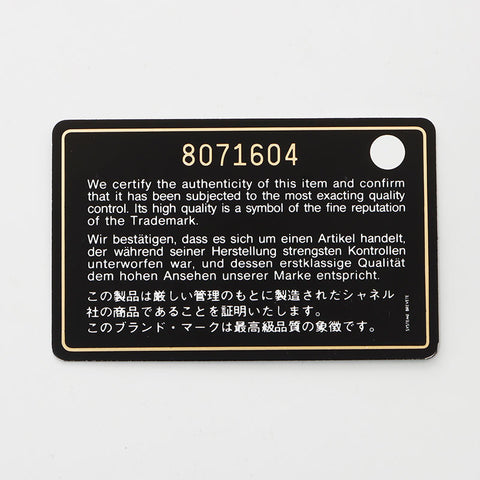 8071604
We certify the authenticity of this item and confirm
that it has been subjected to the most exacting quality
control. Its high quality is a symbol of the fine reputation
of the Trademark.
Wir bestätigen, dass es sich um einen Artikel handelt,
der während seiner Herstellung strengsten Kontrollen
unterworfen war, und dessen erstklassige Qualität
dem hohen Ansehen unserer Marke entspricht.
この製品は厳しい管理のもとに製造されたシャネル
社の商品であることを証明いたします。
このブランド・マークは最高級品質の象徴です。
SYSTEME BREVETE